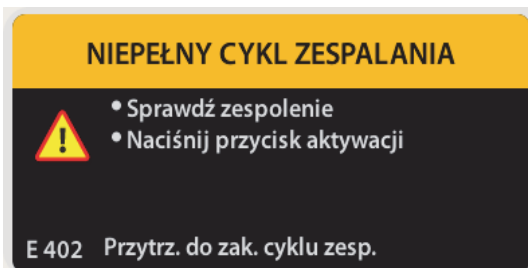 NIEPEŁNY CYKL ZESPALANIA
• Sprawdź zespolenie
• Naciśnij przycisk aktywacji
E 402 Przytrz. do zak. cyklu zesp.